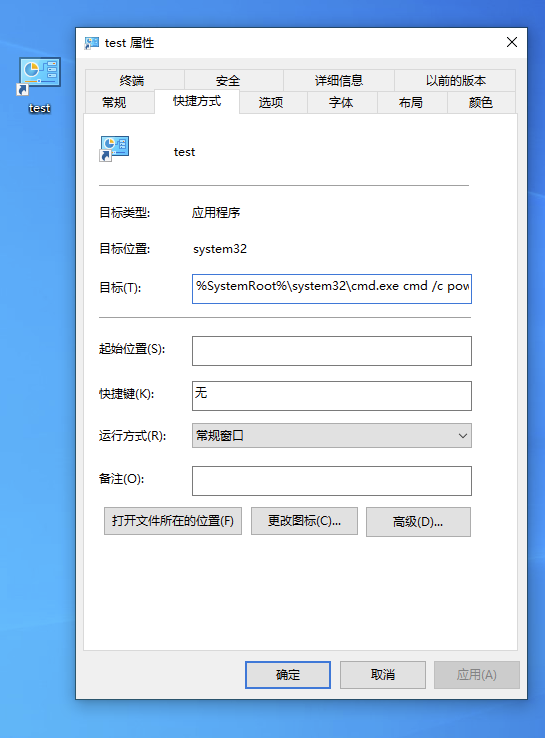 test
test 属性
终端 安全 详细信息 以前的版本
常规 快捷方式 选项 字体 布局 颜色
test
目标类型: 应用程序
目标位置: system32
目标(T): %SystemRoot%\system32\cmd.exe cmd /c pow
起始位置(S):
快捷键(K): 无
运行方式(R): 常规窗口
备注(O):
打开文件所在的位置(F) 更改图标(C)... 高级(D)...
确定 取消 应用(A)